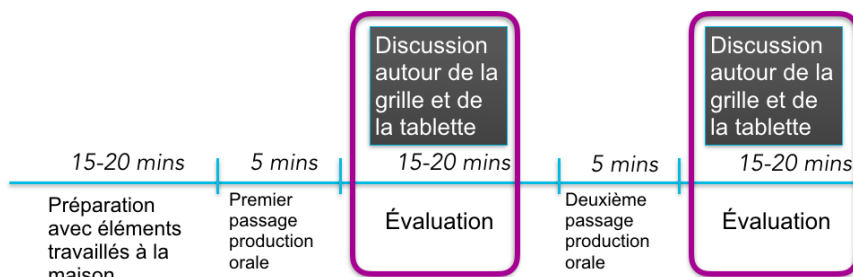 Discussion
autour de la
grille et de
la tablette
Discussion
autour de la
grille et de
la tablette
15-20 mins
5 mins
15-20 mins
5 mins
15-20 mins
Préparation
avec éléments
travaillés à la
maison
Premier
passage
production
orale
Évaluation
Deuxième
passage
production
orale
Évaluation